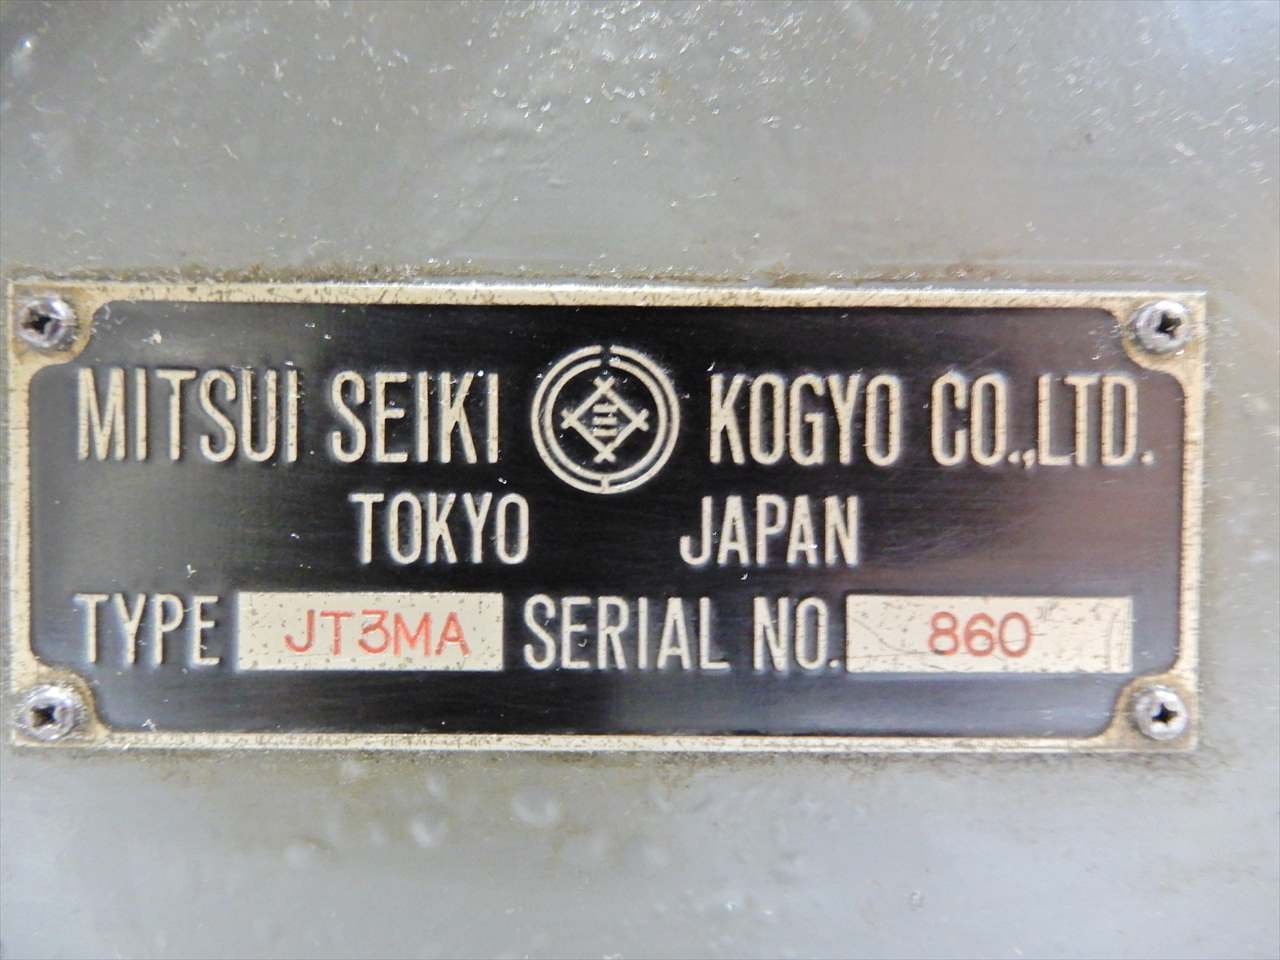 MITSUI SEIKI KOGYO CO.,LTD.
TOKYO JAPAN
TYPE JT3MA SERIAL NO. 860